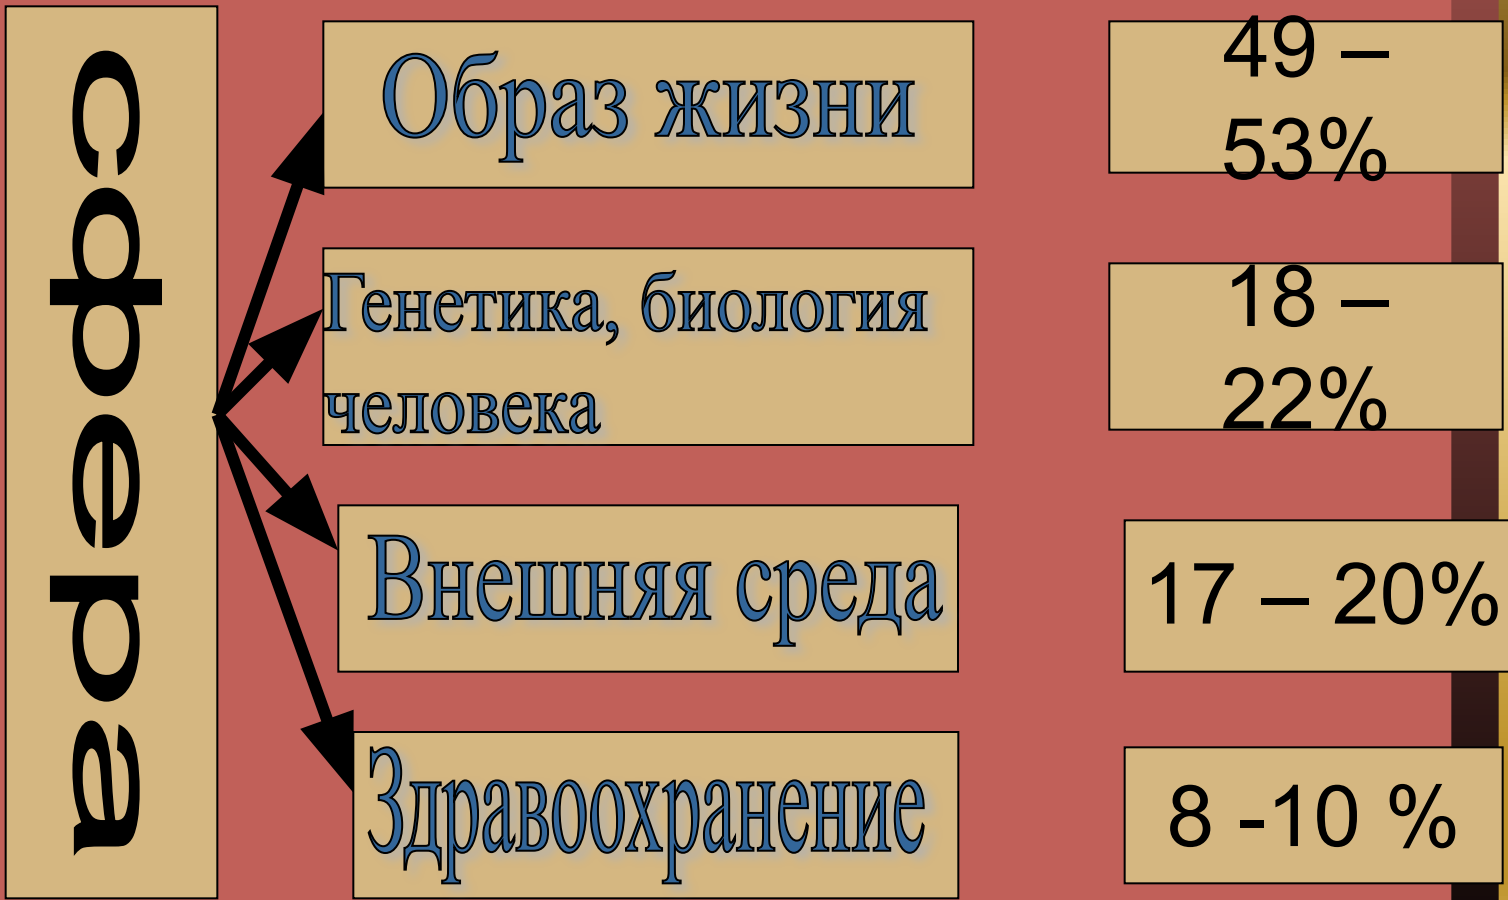 сфера
Образ жизни
49 –
53%
Генетика, биология
человека
18 –
22%
Внешняя среда
17 – 20%
Здравоохранение
8 -10 %